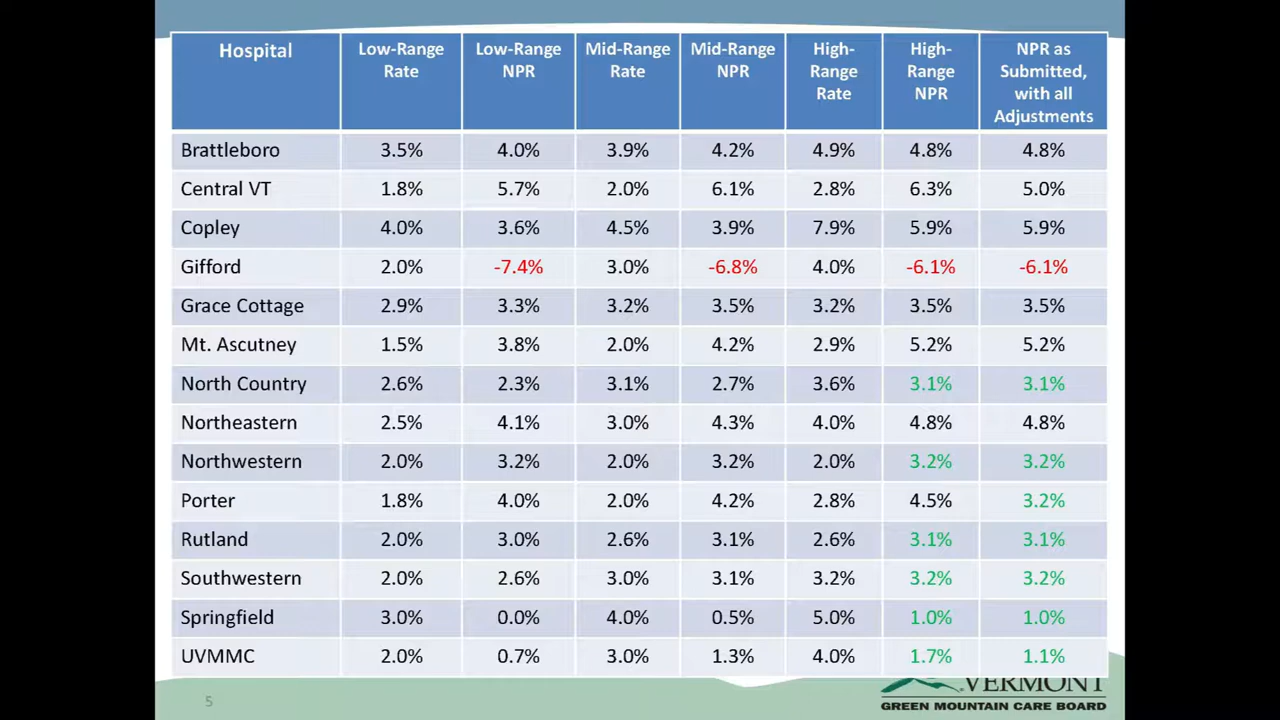 Hospital Low-Range Rate Low-Range NPR Mid-Range Rate Mid-Range NPR High-Range Rate High-Range NPR NPR as Submitted, with all Adjustments
Brattleboro 3.5% 4.0% 3.9% 4.2% 4.9% 4.8% 4.8%
Central VT 1.8% 5.7% 2.0% 6.1% 2.8% 6.3% 5.0%
Copley 4.0% 3.6% 4.5% 3.9% 7.9% 5.9% 5.9%
Gifford 2.0% -7.4% 3.0% -6.8% 4.0% -6.1% -6.1%
Grace Cottage 2.9% 3.3% 3.2% 3.5% 3.2% 3.5% 3.5%
Mt. Ascutney 1.5% 3.8% 2.0% 4.2% 2.9% 5.2% 5.2%
North Country 2.6% 2.3% 3.1% 2.7% 3.6% 3.1% 3.1%
Northeastern 2.5% 4.1% 3.0% 4.3% 4.0% 4.8% 4.8%
Northwestern 2.0% 3.2% 2.0% 3.2% 2.0% 3.2% 3.2%
Porter 1.8% 4.0% 2.0% 4.2% 2.8% 4.5% 3.2%
Rutland 2.0% 3.0% 2.6% 3.1% 2.6% 3.1% 3.1%
Southwestern 2.0% 2.6% 3.0% 3.1% 3.2% 3.2% 3.2%
Springfield 3.0% 0.0% 4.0% 0.5% 5.0% 1.0% 1.0%
UVMMC 2.0% 0.7% 3.0% 1.3% 4.0% 1.7% 1.1%
5
VERMONT
GREEN MOUNTAIN CARE BOARD